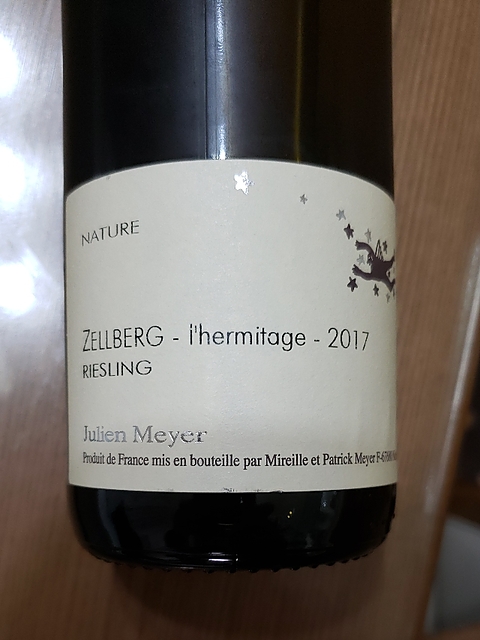 NATURE
ZELLBERG - l'hermitage - 2017
RIESLING
Julien Meyer
Produit de France mis en bouteille par Mireille et Patrick Meyer